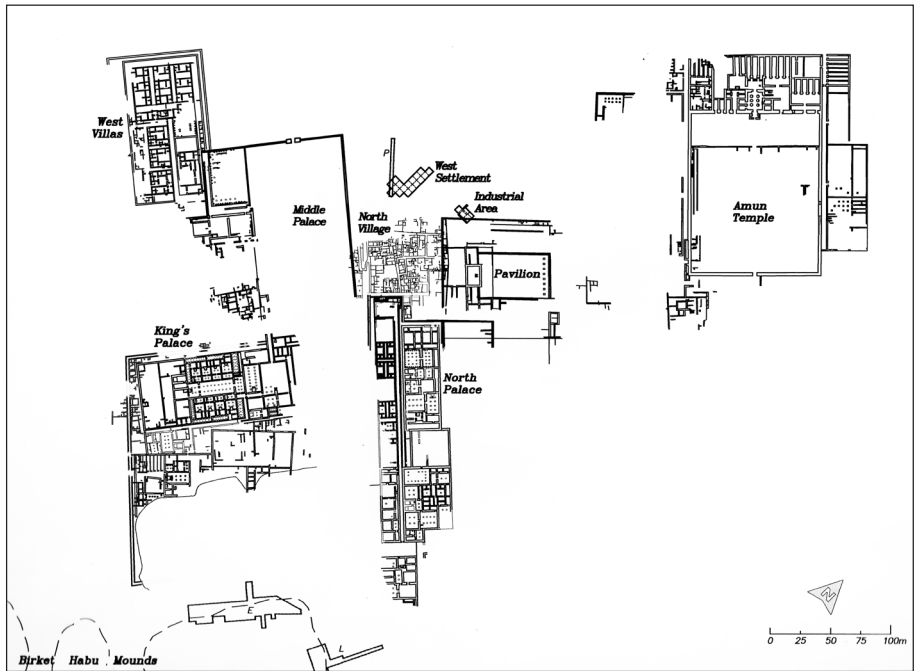 West
Villas
P
West
Settlement
Industrial
Area
Middle
Palace
North
Village
Amun
Temple
Pavilion
King's
Palace
North
Palace
E
L
Birket Habu Mounds
N
0 25 50 75 100m